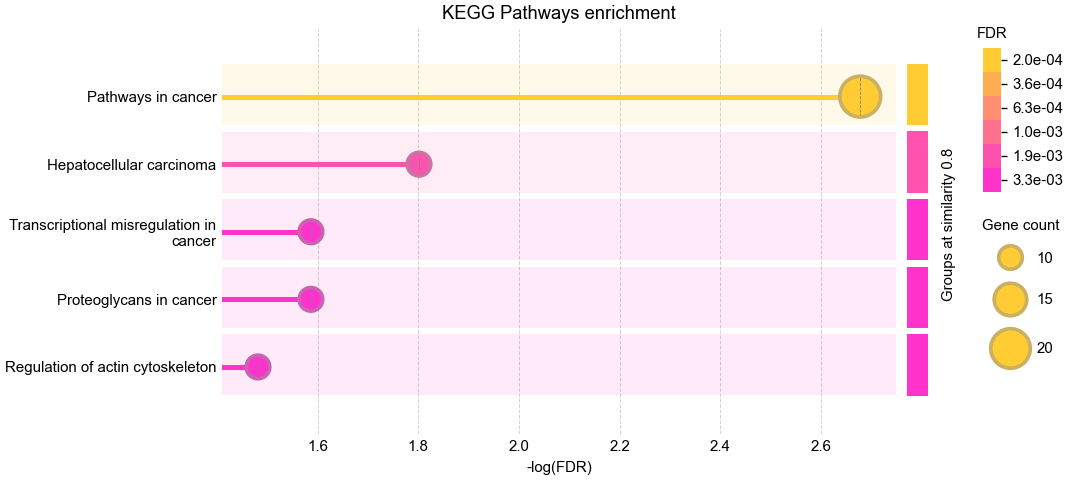 KEGG Pathways enrichment
Pathways in cancer
Hepatocellular carcinoma
Transcriptional misregulation in
cancer
Proteoglycans in cancer
Regulation of actin cytoskeleton
1.6
1.8
2.0
2.2
2.4
2.6
-log(FDR)
Groups at similarity 0.8
FDR
2.0e-04
3.6e-04
6.3e-04
1.0e-03
1.9e-03
3.3e-03
Gene count
10
15
20